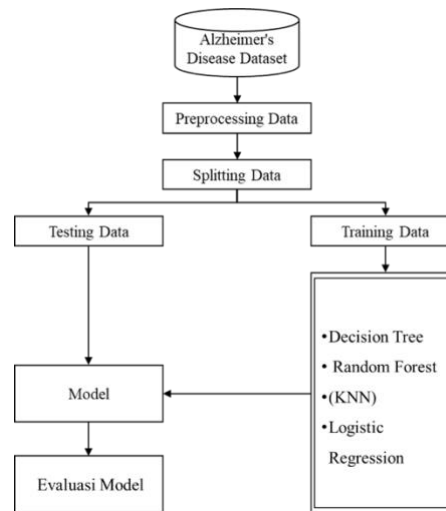 Alzheimer's
Disease Dataset
Preprocessing Data
Splitting Data
Testing Data
Training Data
•Decision Tree
• Random Forest
•(KNN)
•Logistic
Regression
Model
Evaluasi Model